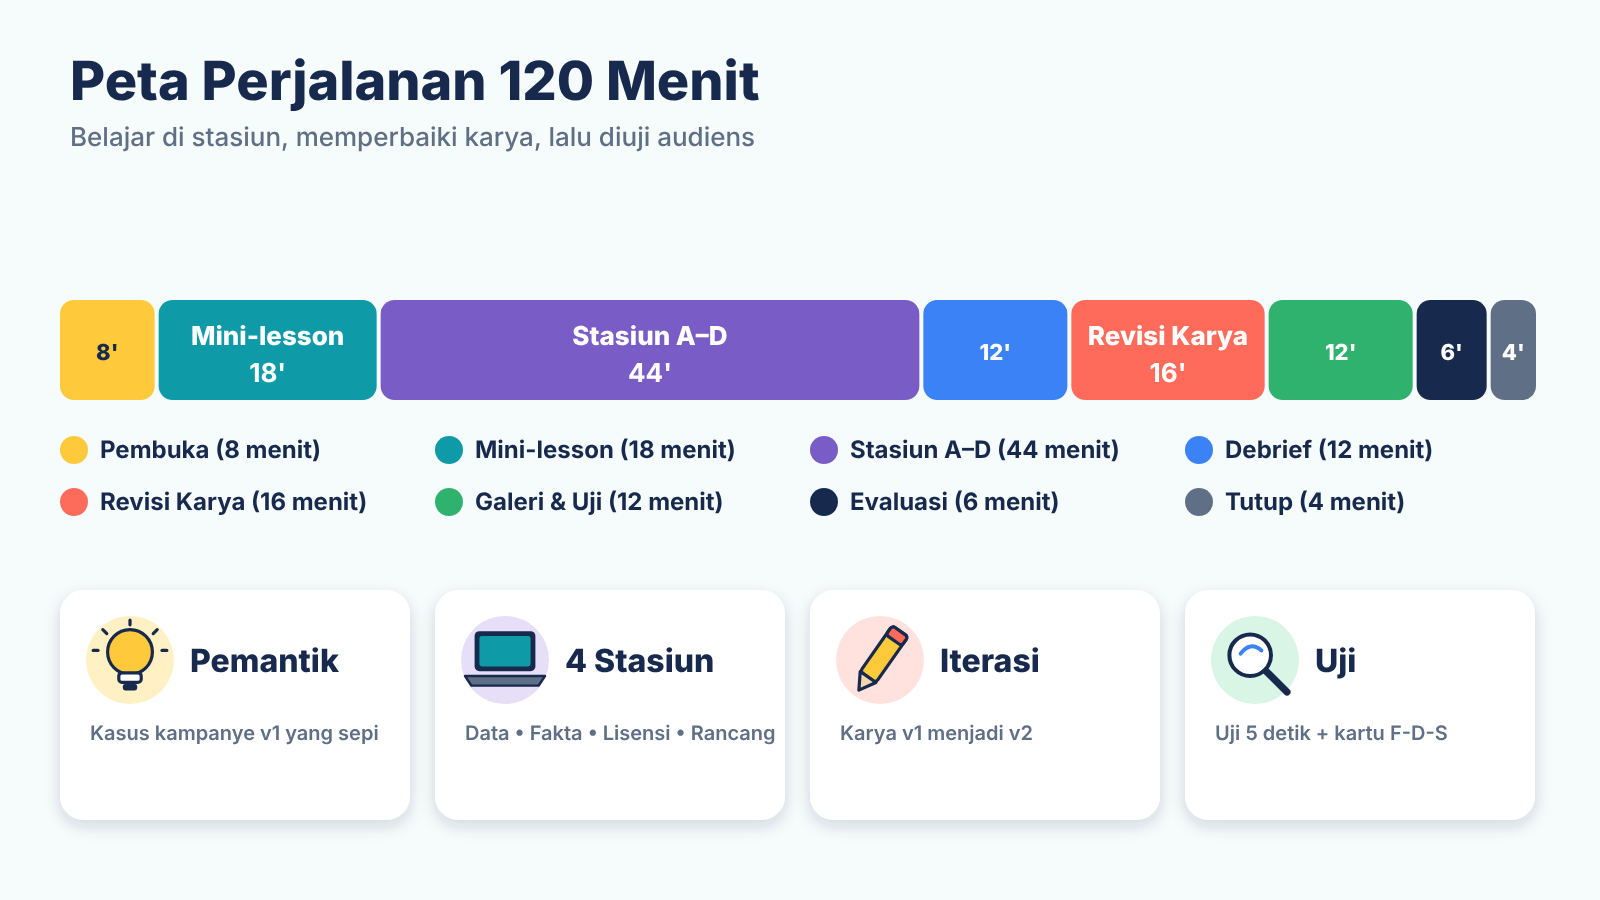 Peta Perjalanan 120 Menit
Belajar di stasiun, memperbaiki karya, lalu diuji audiens
8'
Mini-lesson
18'
Stasiun A–D
44'
12'
Revisi Karya
16'
12'
6'
4'
Pembuka (8 menit)
Mini-lesson (18 menit)
Stasiun A–D (44 menit)
Debrief (12 menit)
Revisi Karya (16 menit)
Galeri & Uji (12 menit)
Evaluasi (6 menit)
Tutup (4 menit)
Pemantik
Kasus kampanye v1 yang sepi
4 Stasiun
Data • Fakta • Lisensi • Rancang
Iterasi
Karya v1 menjadi v2
Uji
Uji 5 detik + kartu F-D-S